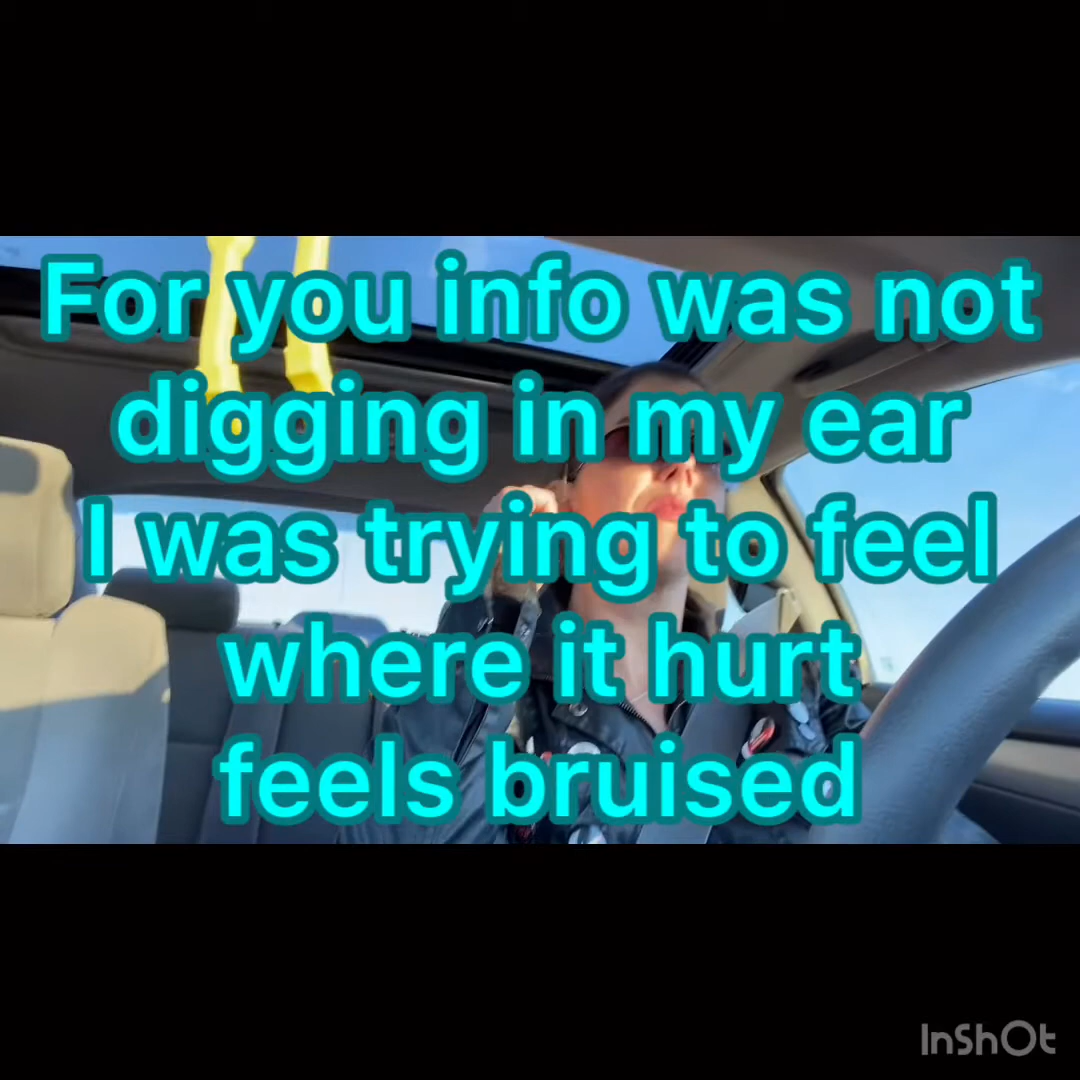 For you info was not
digging in my ear
I was trying to feel
where it hurt
feels bruised
InShOt